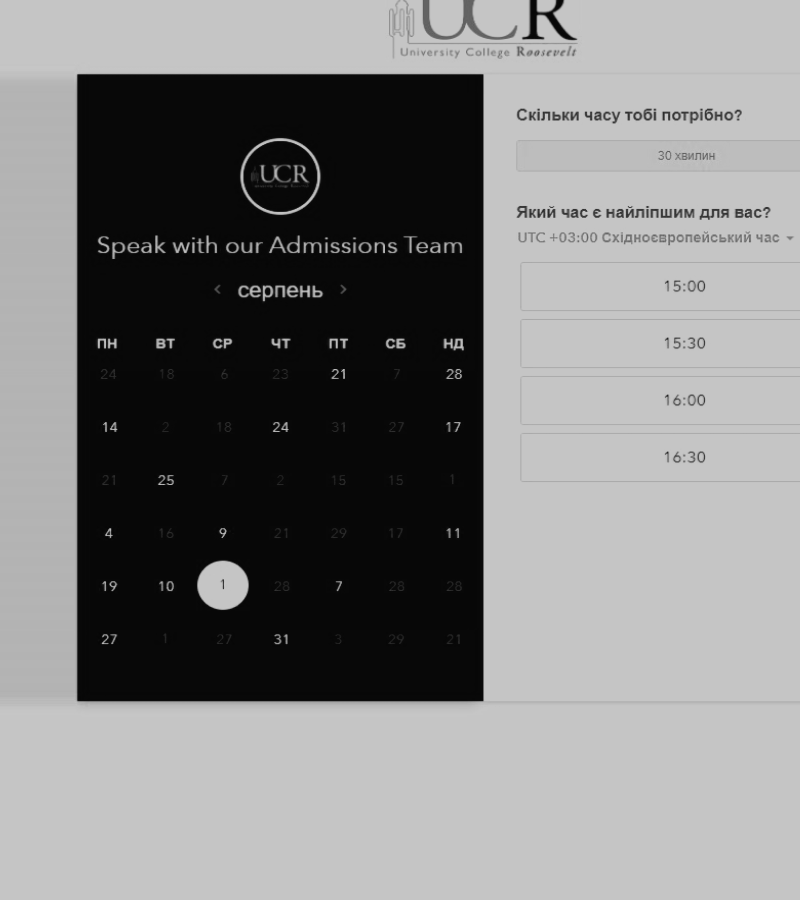 UCR
University College Roosevelt
UCR
Speak with our Admissions Team
< серпень >
ПН ВТ СР ЧТ ПТ СБ НД
24 18 6 23 21 7 28
14 2 18 24 31 27 17
21 25 7 2 15 15 1
4 16 9 21 29 17 11
19 10 1 28 7 28 28
27 1 27 31 3 29 21
Скільки часу тобі потрібно?
30 хвилин
Який час є найліпшим для вас?
UTC +03:00 Східноєвропейський час
15:00
15:30
16:00
16:30